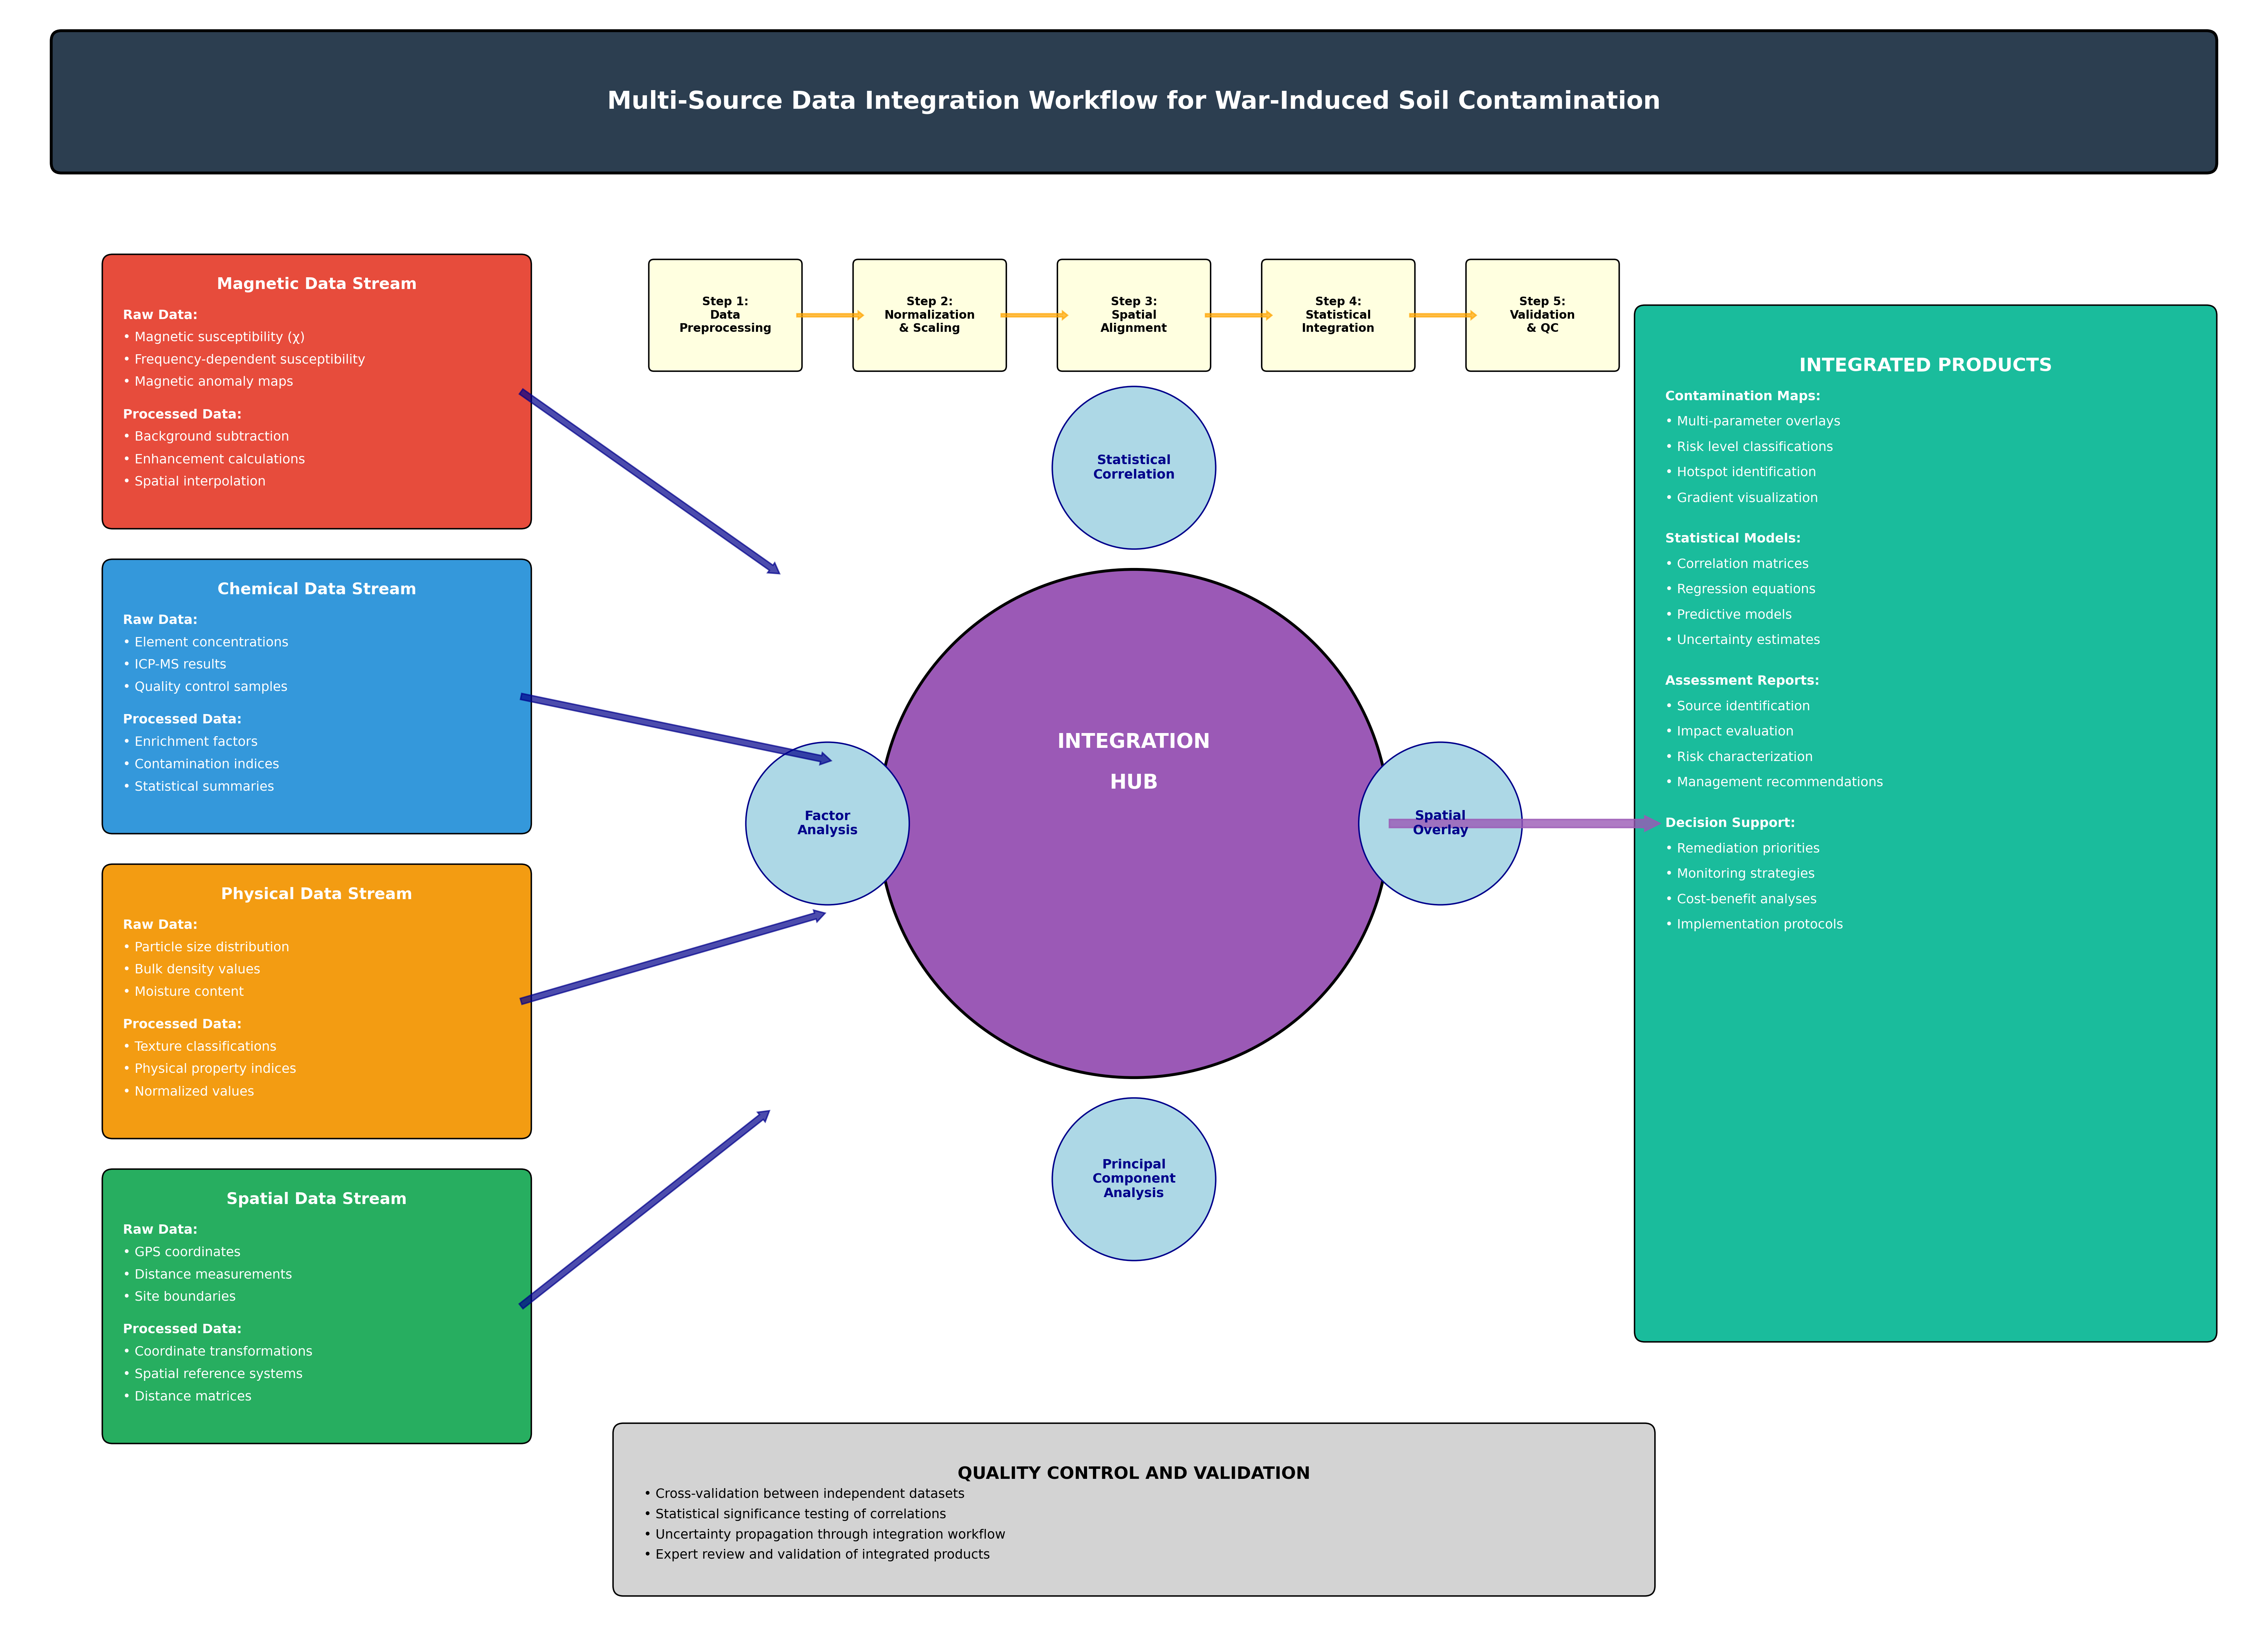 Multi-Source Data Integration Workflow for War-Induced Soil Contamination
Magnetic Data Stream
Raw Data:
• Magnetic susceptibility (χ)
• Frequency-dependent susceptibility
• Magnetic anomaly maps
Processed Data:
• Background subtraction
• Enhancement calculations
• Spatial interpolation
Chemical Data Stream
Raw Data:
• Element concentrations
• ICP-MS results
• Quality control samples
Processed Data:
• Enrichment factors
• Contamination indices
• Statistical summaries
Physical Data Stream
Raw Data:
• Particle size distribution
• Bulk density values
• Moisture content
Processed Data:
• Texture classifications
• Physical property indices
• Normalized values
Spatial Data Stream
Raw Data:
• GPS coordinates
• Distance measurements
• Site boundaries
Processed Data:
• Coordinate transformations
• Spatial reference systems
• Distance matrices
Step 1:
Data
Preprocessing
Step 2:
Normalization
& Scaling
Step 3:
Spatial
Alignment
Step 4:
Statistical
Integration
Step 5:
Validation
& QC
Statistical
Correlation
INTEGRATION
HUB
Factor
Analysis
Spatial
Overlay
Principal
Component
Analysis
INTEGRATED PRODUCTS
Contamination Maps:
• Multi-parameter overlays
• Risk level classifications
• Hotspot identification
• Gradient visualization
Statistical Models:
• Correlation matrices
• Regression equations
• Predictive models
• Uncertainty estimates
Assessment Reports:
• Source identification
• Impact evaluation
• Risk characterization
• Management recommendations
Decision Support:
• Remediation priorities
• Monitoring strategies
• Cost-benefit analyses
• Implementation protocols
QUALITY CONTROL AND VALIDATION
• Cross-validation between independent datasets
• Statistical significance testing of correlations
• Uncertainty propagation through integration workflow
• Expert review and validation of integrated products